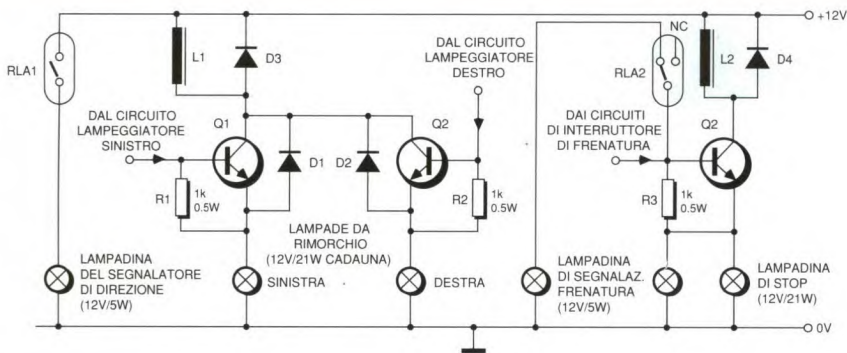 +12V
NC
RLA1
L1
D3
DAL CIRCUITO
LAMPEGGIATORE
DESTRO
RLA2
L2
D4
DAL CIRCUITO
LAMPEGGIATORE
SINISTRO
Q1
D1
D2
Q2
DAI CIRCUITI
DI INTERRUTTORE
DI FRENATURA
Q2
R1
1k
0.5W
R2
1k
0.5W
R3
1k
0.5W
LAMPADE DA
RIMORCHIO
(12V/21W CADAUNA)
LAMPADINA
DEL SEGNALATORE
DI DIREZIONE
(12V/5W)
SINISTRA
DESTRA
LAMPADINA
DI SEGNALAZ.
FRENATURA
(12V/5W)
LAMPADINA
DI STOP
(12V/21W)
0V